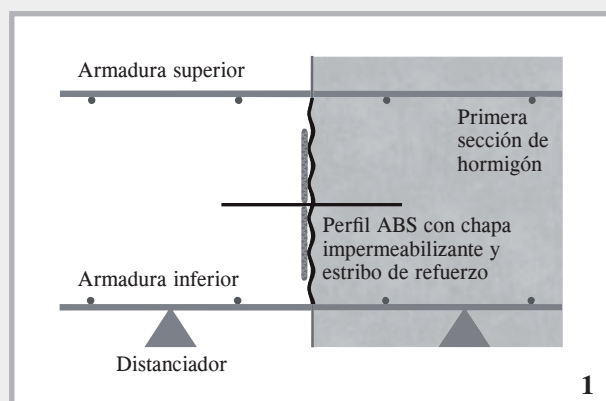 Armadura superior
Primera
sección de
hormigón
Perfil ABS con chapa
impermeabilizante y
estribo de refuerzo
Armadura inferior
Distanciador
1